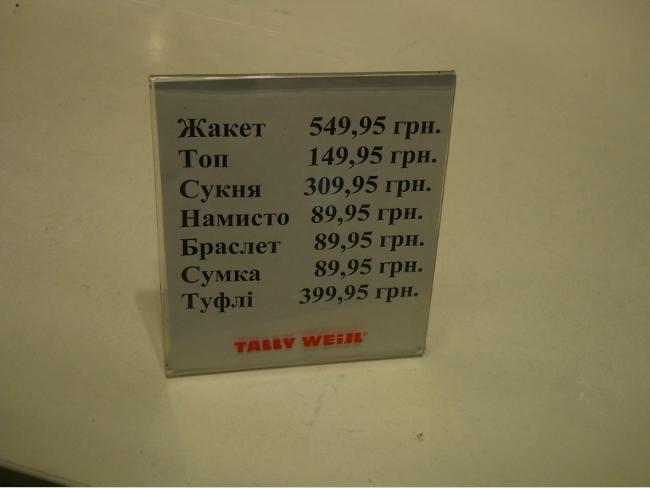 Жакет 549,95 грн.
Топ 149,95 грн.
Сукня 309,95 грн.
Намисто 89,95 грн.
Браслет 89,95 грн.
Сумка 89,95 грн.
Туфлі 399,95 грн.
TALLY WEiJL®